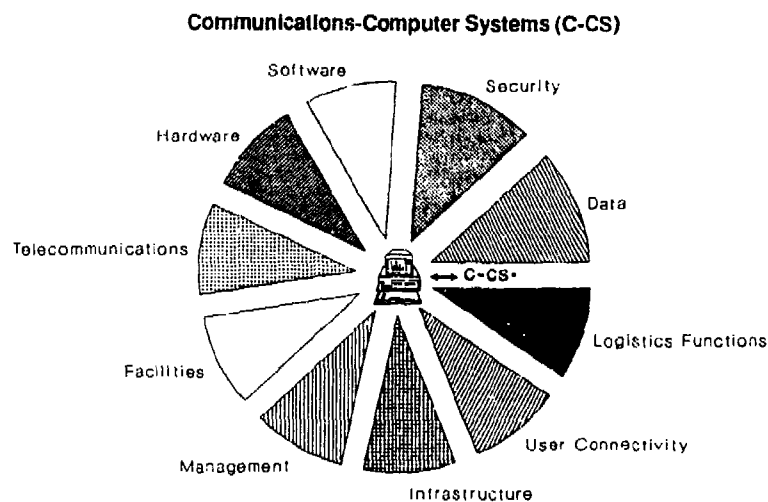 Communications-Computer Systems (C-CS)
Software
Security
Hardware
Data
Telecommunications
C-CS
Logistics Functions
Facilities
User Connectivity
Management
Infrastructure